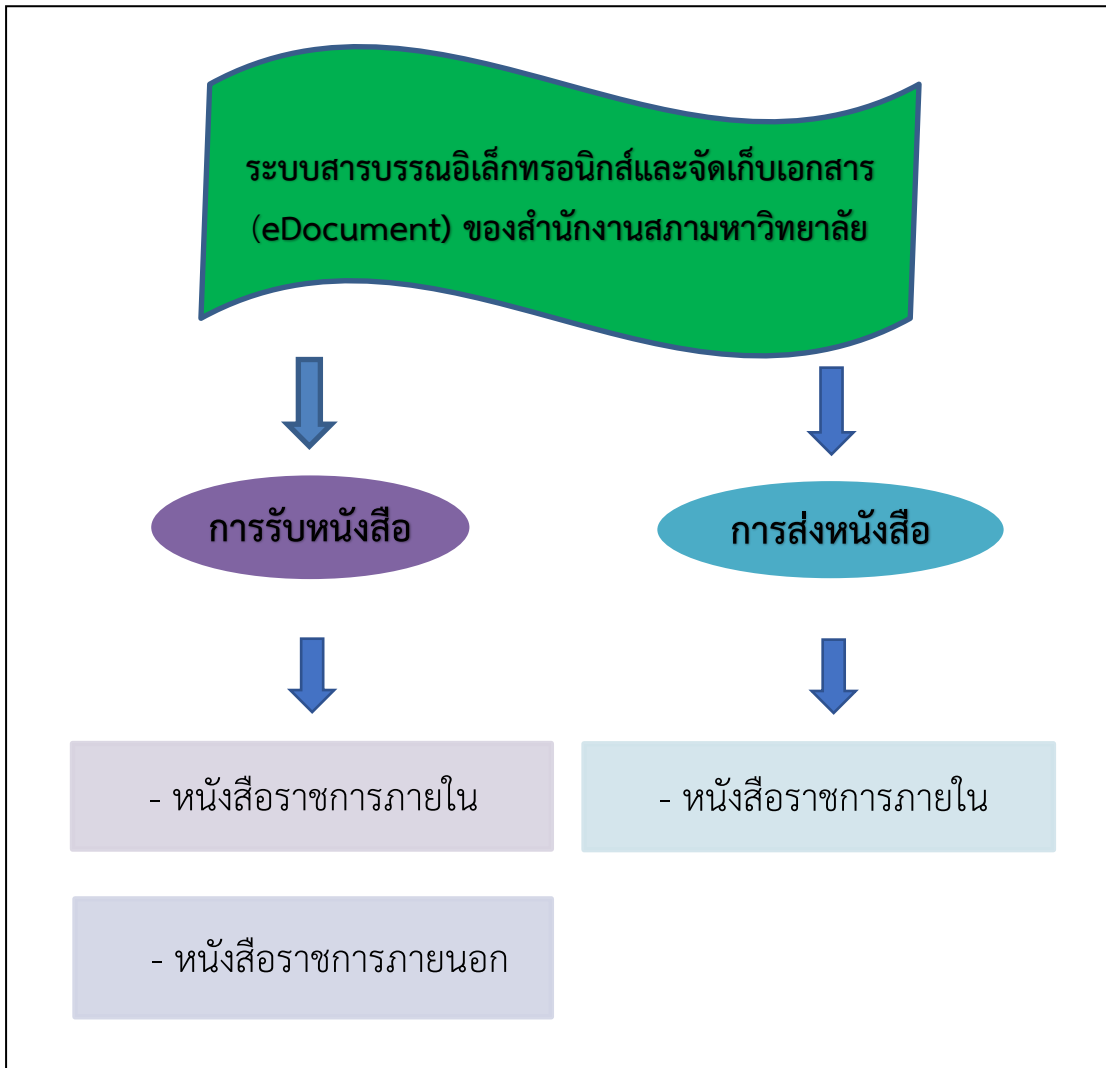 ระบบสารบรรณอิเล็กทรอนิกส์และจัดเก็บเอกสาร
(eDocument) ของสำนักงานสภามหาวิทยาลัย
การรับหนังสือ
การส่งหนังสือ
- หนังสือราชการภายใน
- หนังสือราชการภายใน
- หนังสือราชการภายนอก